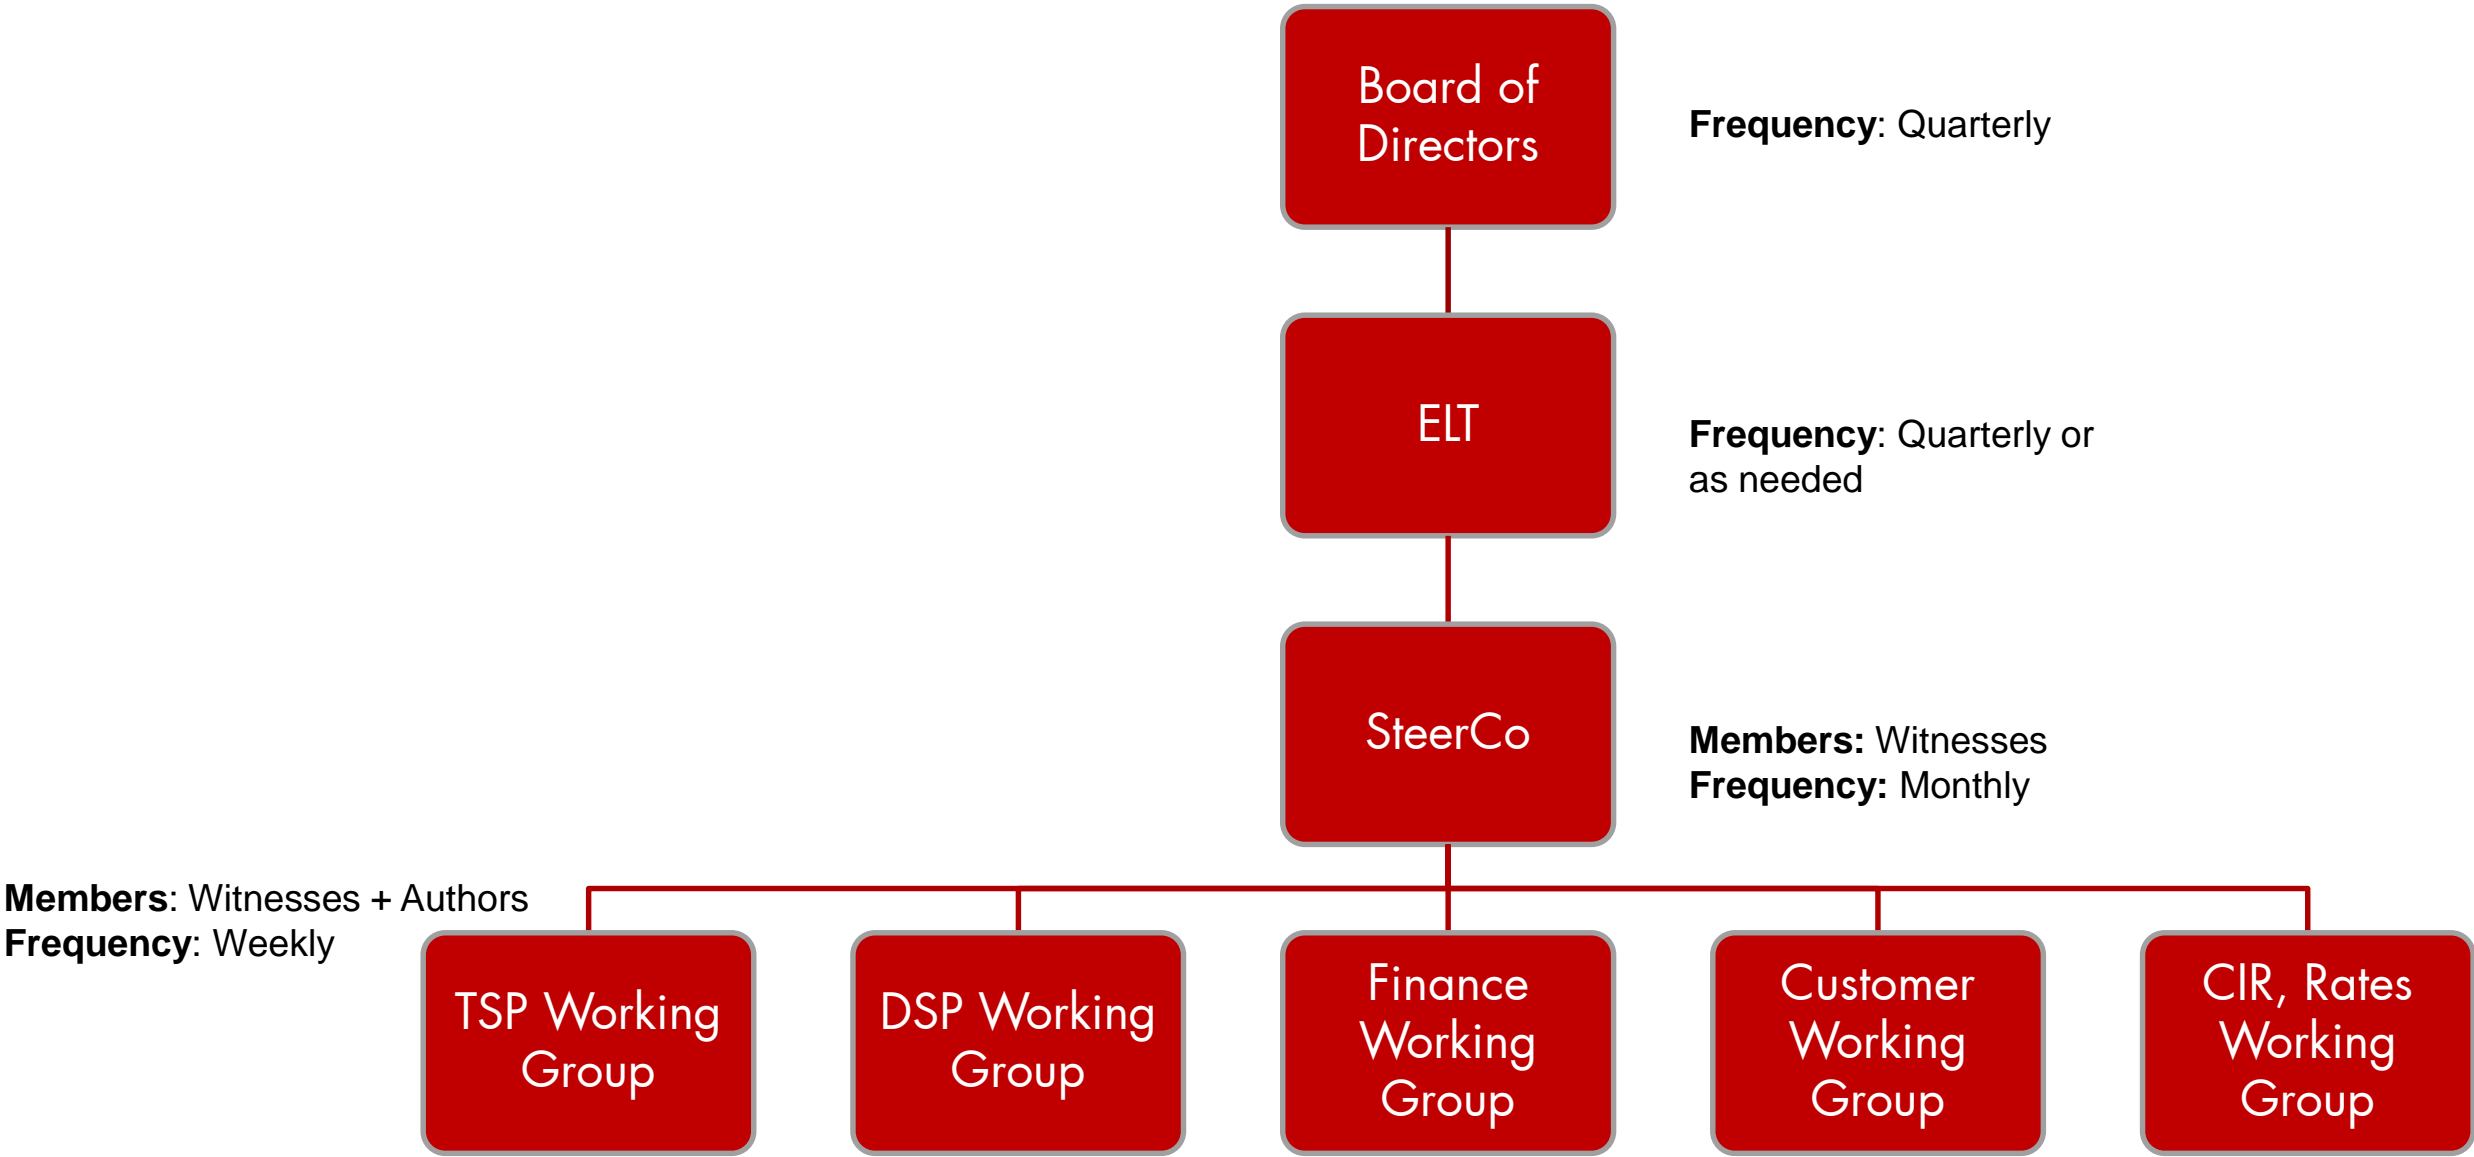 Board of
Directors
Frequency: Quarterly
ELT
Frequency: Quarterly or
as needed
SteerCo
Members: Witnesses
Frequency: Monthly
Members: Witnesses + Authors
Frequency: Weekly
TSP Working
Group
DSP Working
Group
Finance
Working
Group
Customer
Working
Group
CIR, Rates
Working
Group